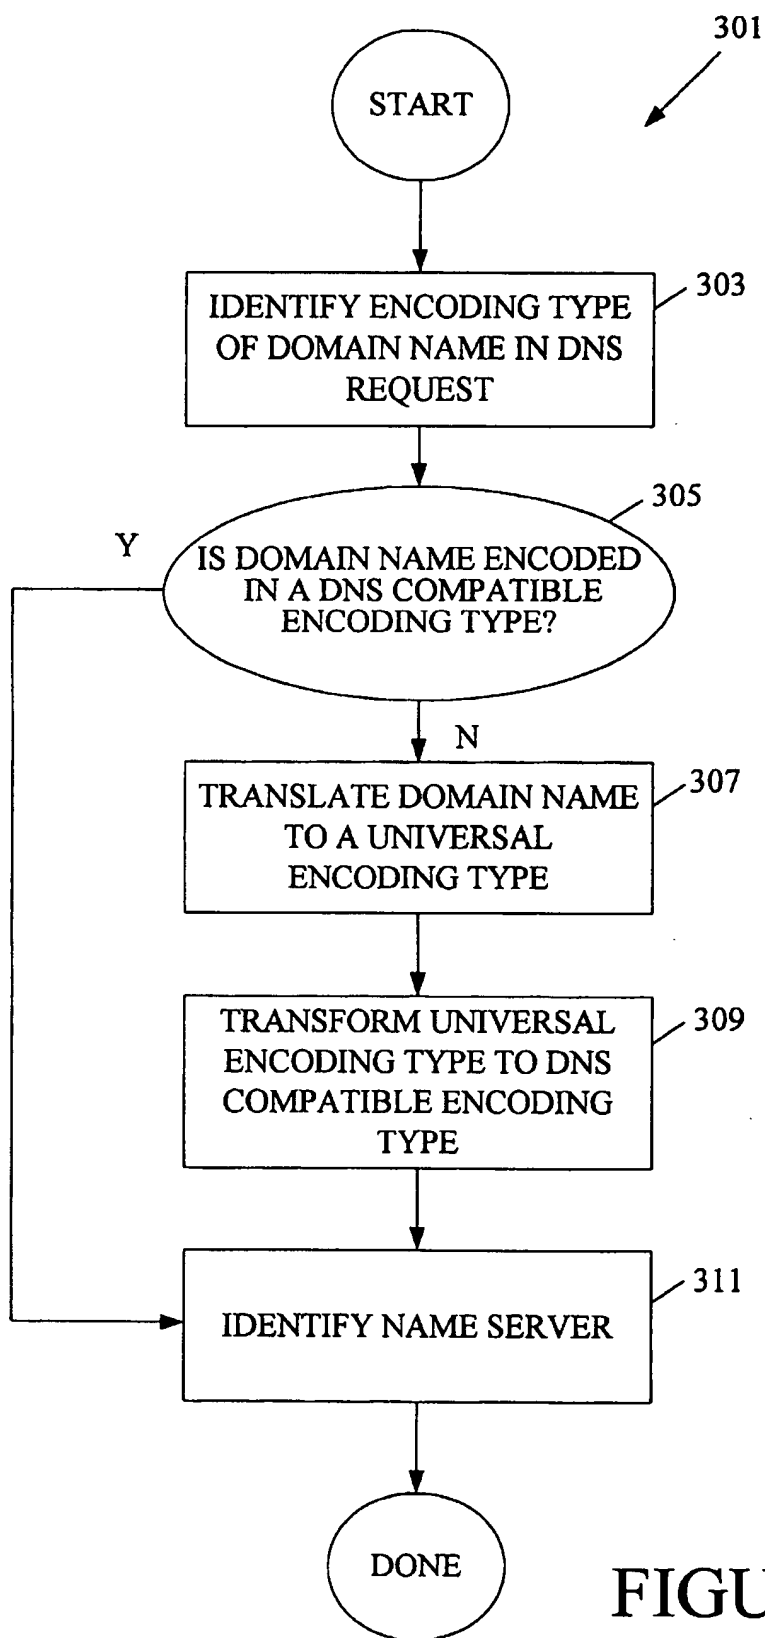 301
START
303
IDENTIFY ENCODING TYPE
OF DOMAIN NAME IN DNS
REQUEST
305
Y
IS DOMAIN NAME ENCODED
IN A DNS COMPATIBLE
ENCODING TYPE?
N
307
TRANSLATE DOMAIN NAME
TO A UNIVERSAL
ENCODING TYPE
309
TRANSFORM UNIVERSAL
ENCODING TYPE TO DNS
COMPATIBLE ENCODING
TYPE
311
IDENTIFY NAME SERVER
DONE
FIGU